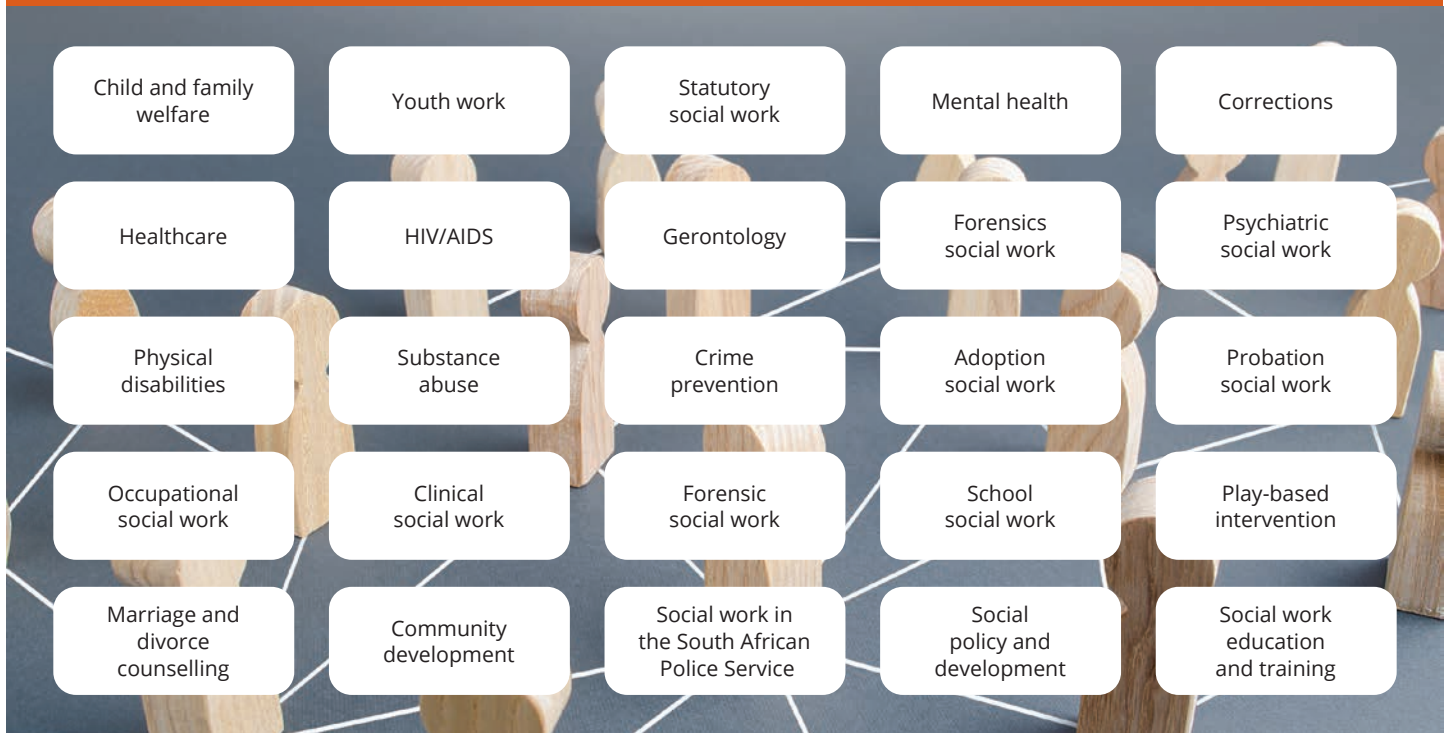 Child and family
welfare
Youth work
Statutory
social work
Mental health
Corrections
Healthcare
HIV/AIDS
Gerontology
Forensics
social work
Psychiatric
social work
Physical
disabilities
Substance
abuse
Crime
prevention
Adoption
social work
Probation
social work
Occupational
social work
Clinical
social work
Forensic
social work
School
social work
Play-based
intervention
Marriage and
divorce
counselling
Community
development
Social work in
the South African
Police Service
Social
policy and
development
Social work
education
and training